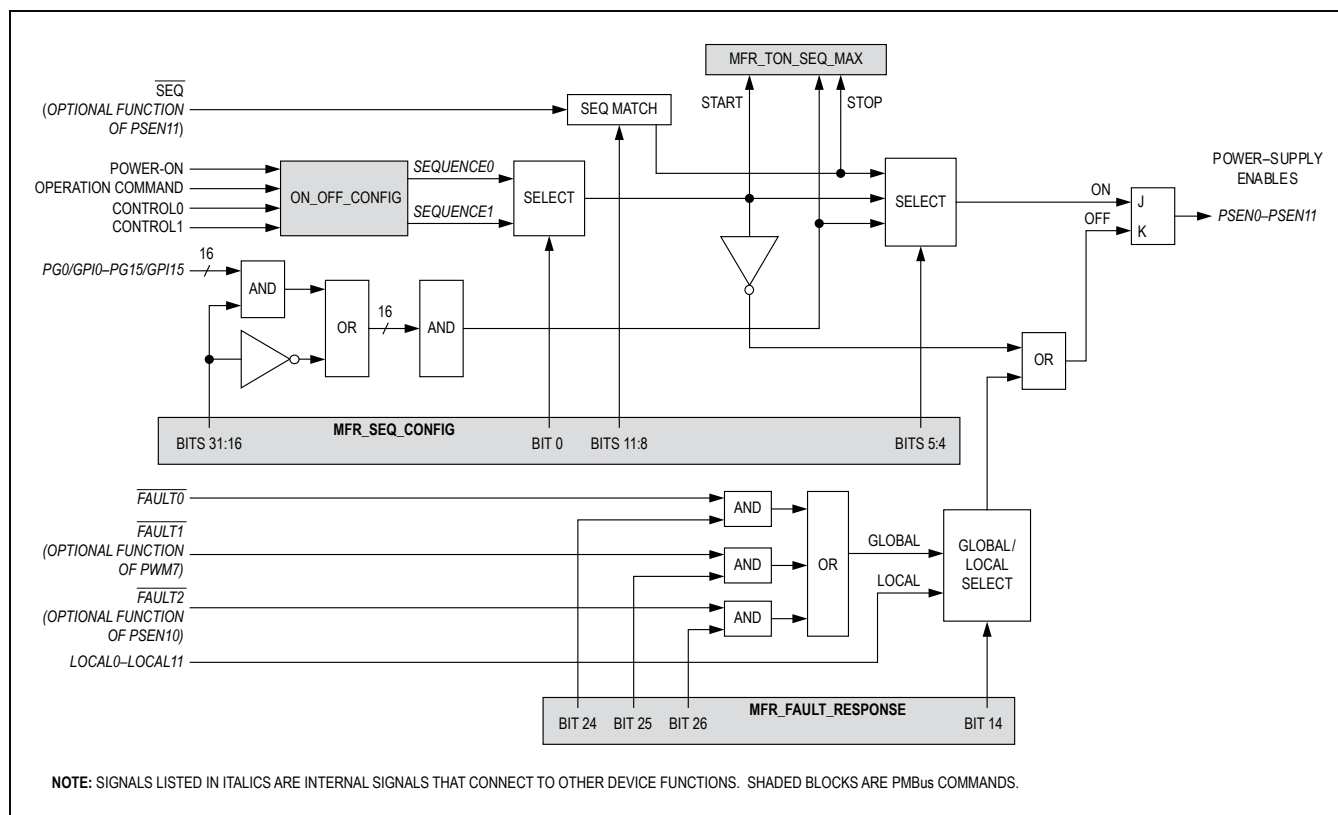 MFR_TON_SEQ_MAX
SEQ
(OPTIONAL FUNCTION
OF PSEN11)
SEQ MATCH
START
STOP
POWER-ON
OPERATION COMMAND
CONTROL0
CONTROL1
ON_OFF_CONFIG
SEQUENCE0
SEQUENCE1
SELECT
SELECT
POWER–SUPPLY
ENABLES
ON
OFF
J
K
PSEN0–PSEN11
PG0/GPI0–PG15/GPI15
16
AND
OR
16
AND
OR
MFR_SEQ_CONFIG
BITS 31:16
BIT 0
BITS 11:8
BITS 5:4
FAULT0
FAULT1
(OPTIONAL FUNCTION
OF PWM7)
FAULT2
(OPTIONAL FUNCTION
OF PSEN10)
LOCAL0–LOCAL11
AND
AND
AND
OR
GLOBAL
LOCAL
GLOBAL/
LOCAL
SELECT
MFR_FAULT_RESPONSE
BIT 24
BIT 25
BIT 26
BIT 14
NOTE: SIGNALS LISTED IN ITALICS ARE INTERNAL SIGNALS THAT CONNECT TO OTHER DEVICE FUNCTIONS. SHADED BLOCKS ARE PMBus COMMANDS.